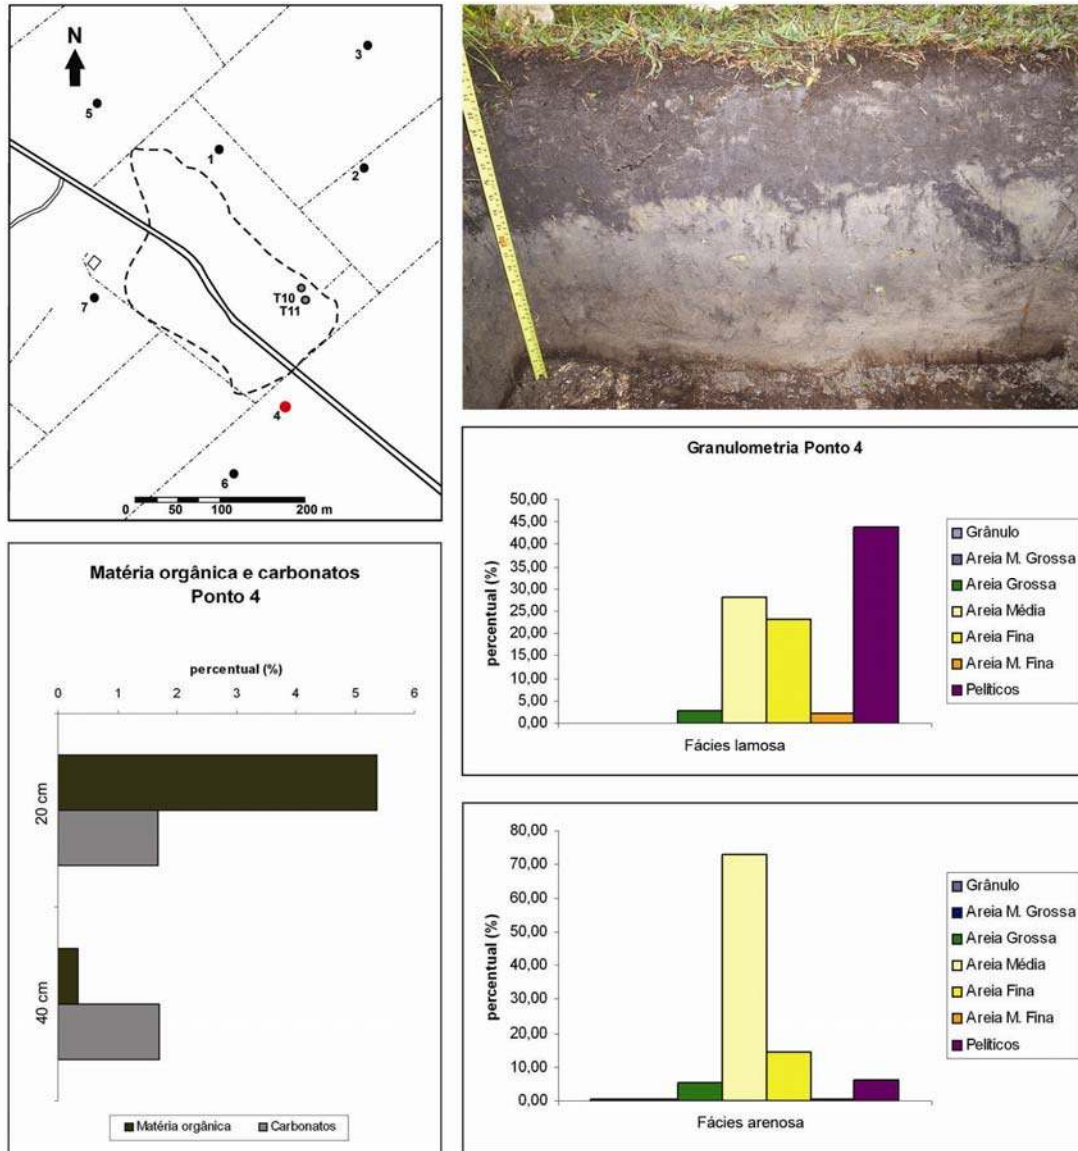 N
3
5
1
2
T10
T11
7
4
6
0 50 100 200 m
Matéria orgânica e carbonatos
Ponto 4
percentual (%)
0 1 2 3 4 5 6
20 cm
40 cm
Matéria orgânica Carbonatos
Granulometria Ponto 4
percentual (%)
50,00
45,00
40,00
35,00
30,00
25,00
20,00
15,00
10,00
5,00
0,00
Fácies lamosa
Grânulo
Areia M. Grossa
Areia Grossa
Areia Média
Areia Fina
Areia M. Fina
Pelíticos
percentual (%)
80,00
70,00
60,00
50,00
40,00
30,00
20,00
10,00
0,00
Fácies arenosa
Grânulo
Areia M. Grossa
Areia Grossa
Areia Média
Areia Fina
Areia M. Fina
Pelíticos